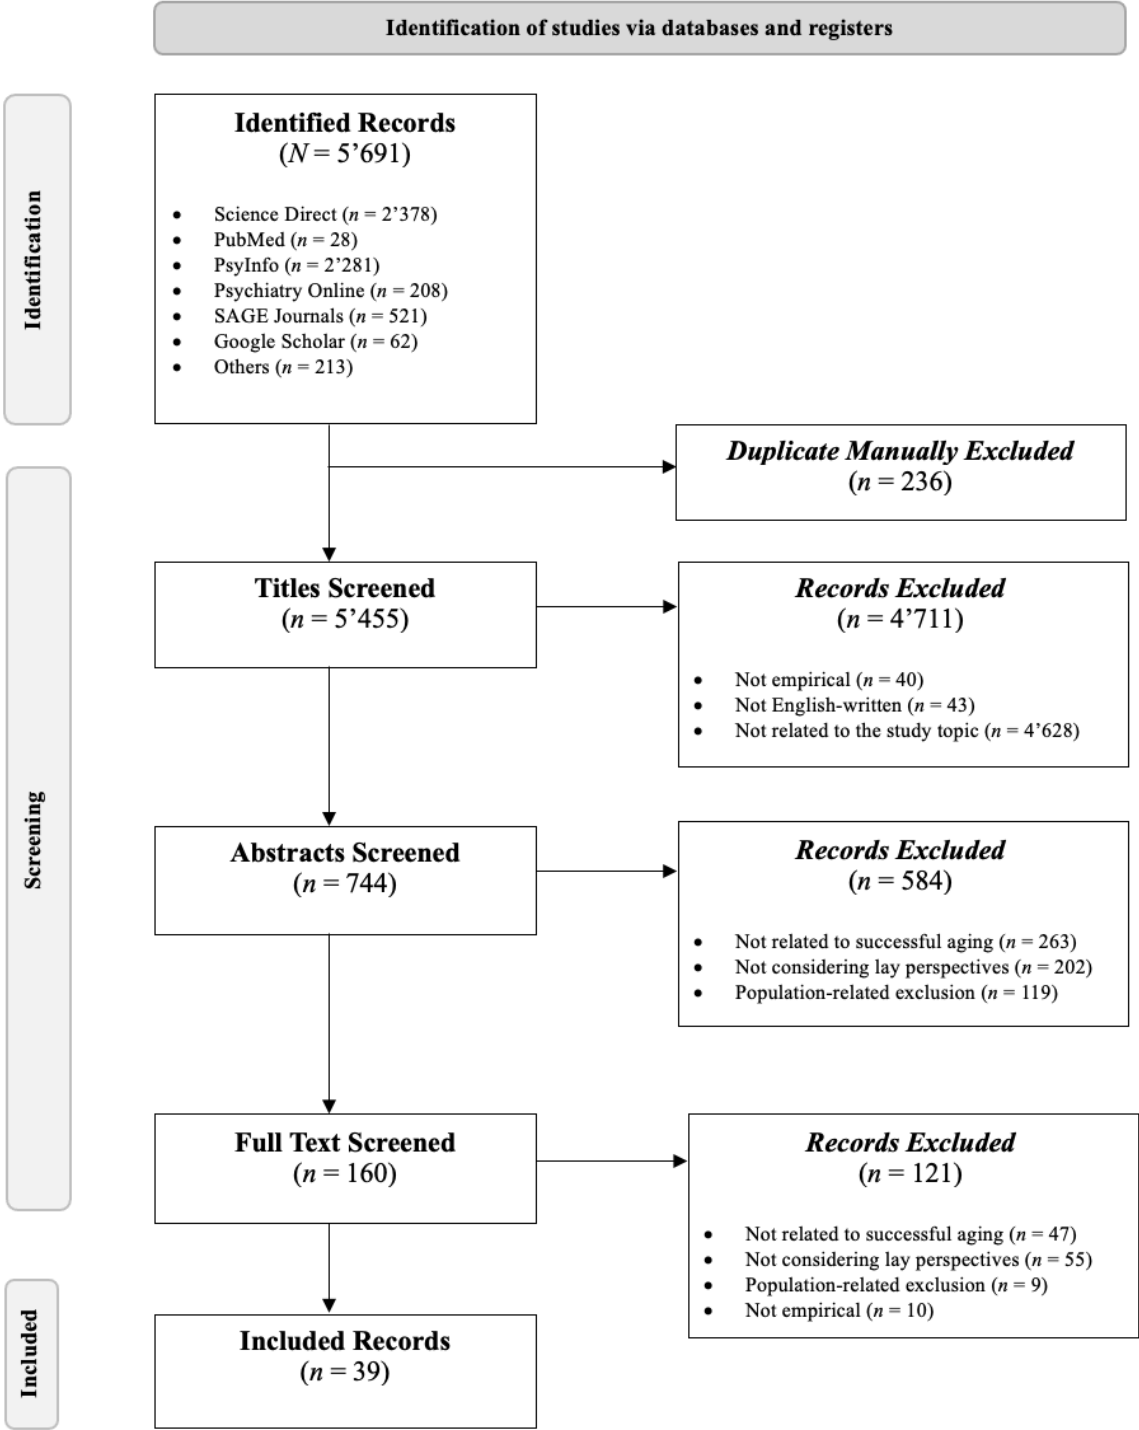 Identification of studies via databases and registers
Identification
Identified Records
(N = 5’691)
• Science Direct (n = 2’378)
• PubMed (n = 28)
• PsyInfo (n = 2’281)
• Psychiatry Online (n = 208)
• SAGE Journals (n = 521)
• Google Scholar (n = 62)
• Others (n = 213)
Duplicate Manually Excluded
(n = 236)
Screening
Titles Screened
(n = 5’455)
Records Excluded
(n = 4’711)
• Not empirical (n = 40)
• Not English-written (n = 43)
• Not related to the study topic (n = 4’628)
Abstracts Screened
(n = 744)
Records Excluded
(n = 584)
• Not related to successful aging (n = 263)
• Not considering lay perspectives (n = 202)
• Population-related exclusion (n = 119)
Full Text Screened
(n = 160)
Records Excluded
(n = 121)
• Not related to successful aging (n = 47)
• Not considering lay perspectives (n = 55)
• Population-related exclusion (n = 9)
• Not empirical (n = 10)
Included
Included Records
(n = 39)